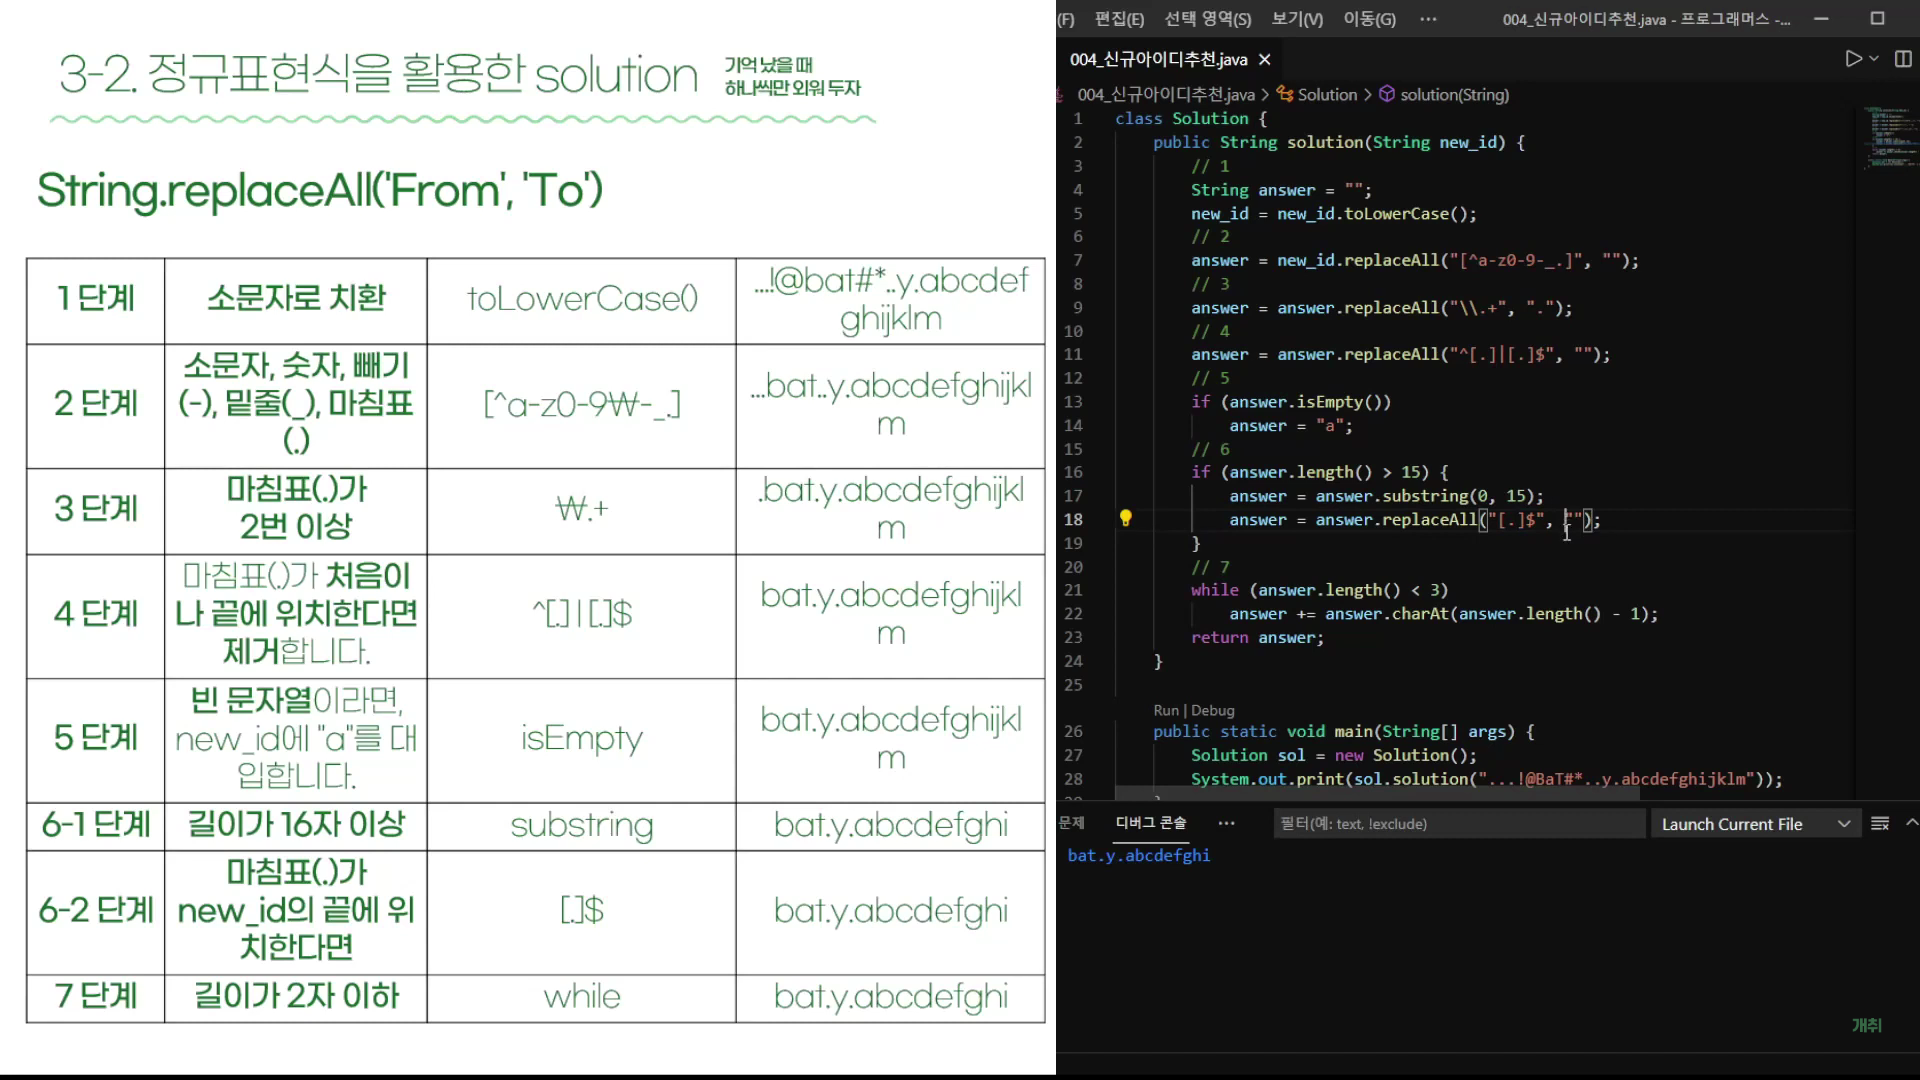 3-2. 정규표현식을 활용한 solution
기억 났을 때
하나씩만 외워 두자
String.replaceAll('From', 'To')
1 단계
소문자로 치환
toLowerCase()
...!@bat#*..y.abcdef
ghijklm
2 단계
소문자, 숫자, 빼기
(-), 밑줄(_), 마침표
(.)
[^a-z0-9₩-_.]
...bat..y.abcdefghijkl
m
3 단계
마침표(.)가
2번 이상
₩.+
.bat.y.abcdefghijkl
m
4 단계
마침표(.)가 처음이
나 끝에 위치한다면
제거합니다.
^[.]|[.]$
bat.y.abcdefghijkl
m
5 단계
빈 문자열이라면,
new_id에 "a"를 대
입합니다.
isEmpty
bat.y.abcdefghijkl
m
6-1 단계
길이가 16자 이상
substring
bat.y.abcdefghi
6-2 단계
마침표(.)가
new_id의 끝에 위
치한다면
[.]$
bat.y.abcdefghi
7 단계
길이가 2자 이하
while
bat.y.abcdefghi
(F) 편집(E) 선택 영역(S) 보기(V) 이동(G) ··· 004_신규아이디추천.java - 프로그래머스 -...
004_신규아이디추천.java
004_신규아이디추천.java > Solution > solution(String)
1 class Solution {
2 public String solution(String new_id) {
3 // 1
4 String answer = "";
5 new_id = new_id.toLowerCase();
6 // 2
7 answer = new_id.replaceAll("[^a-z0-9-_.]", "");
8 // 3
9 answer = answer.replaceAll("\\.+", ".");
10 // 4
11 answer = answer.replaceAll("^[.]|[.]$", "");
12 // 5
13 if (answer.isEmpty())
14 answer = "a";
15 // 6
16 if (answer.length() > 15) {
17 answer = answer.substring(0, 15);
18 answer = answer.replaceAll("[.]$", "");
19 }
20 // 7
21 while (answer.length() < 3)
22 answer += answer.charAt(answer.length() - 1);
23 return answer;
24 }
25
Run | Debug
26 public static void main(String[] args) {
27 Solution sol = new Solution();
28 System.out.print(sol.solution("...!@BaT#*..y.abcdefghijklm"));
문제 디버그 콘솔 ··· 필터(예: text, !exclude) Launch Current File
bat.y.abcdefghi
개취